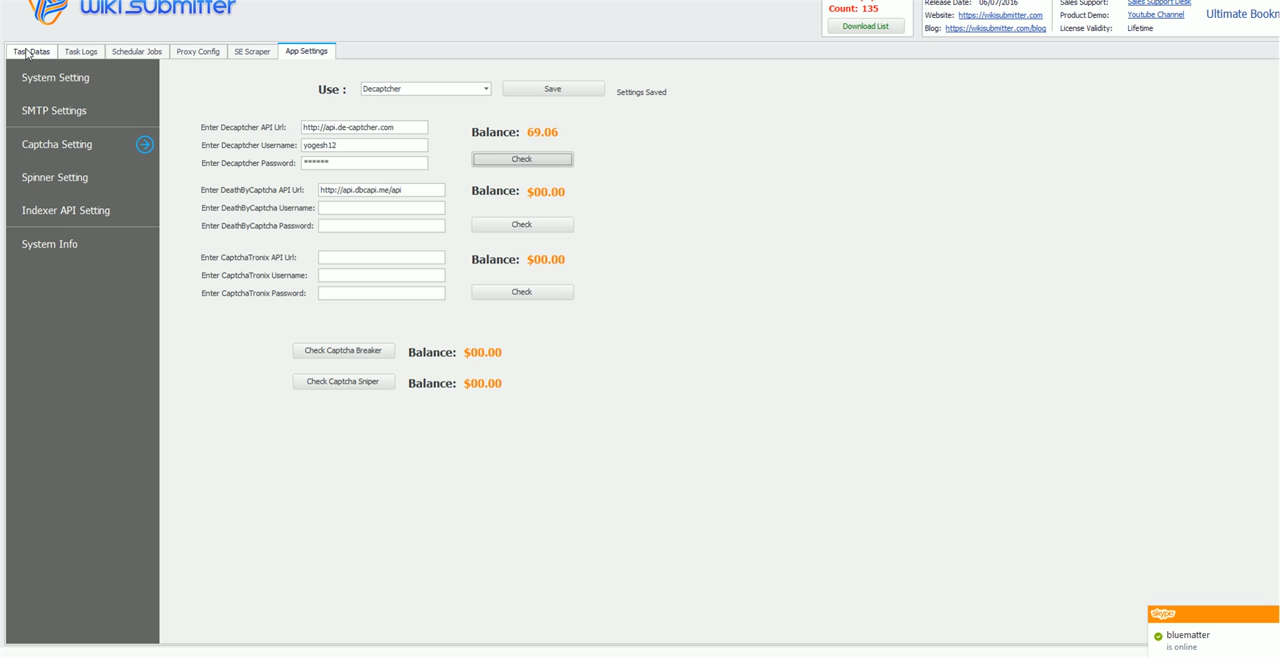 WIKI SUBMITTER
Count: 135
Download List
Release Date: 06/07/2016
Website: https://wikisubmitter.com
Blog: https://wikisubmitter.com/blog
Sales Support: Sales Support Desk
Product Demo: Youtube Channel
License Validity: Lifetime
Ultimate Bookm
Task Datas
Task Logs
Schedular Jobs
Proxy Config
SE Scraper
App Settings
System Setting
SMTP Settings
Captcha Setting
Spinner Setting
Indexer API Setting
System Info
Use : Decaptcher Save Settings Saved
Enter Decaptcher API Url: http://api.de-captcher.com
Enter Decaptcher Username: yogesh12
Enter Decaptcher Password: ******
Balance: 69.06
Check
Enter DeathByCaptcha API Url: http://api.dbcapi.me/api
Enter DeathByCaptcha Username:
Enter DeathByCaptcha Password:
Balance: $00.00
Check
Enter CaptchaTronix API Url:
Enter CaptchaTronix Username:
Enter CaptchaTronix Password:
Balance: $00.00
Check
Check Captcha Breaker Balance: $00.00
Check Captcha Sniper Balance: $00.00
skype
bluematter
is online